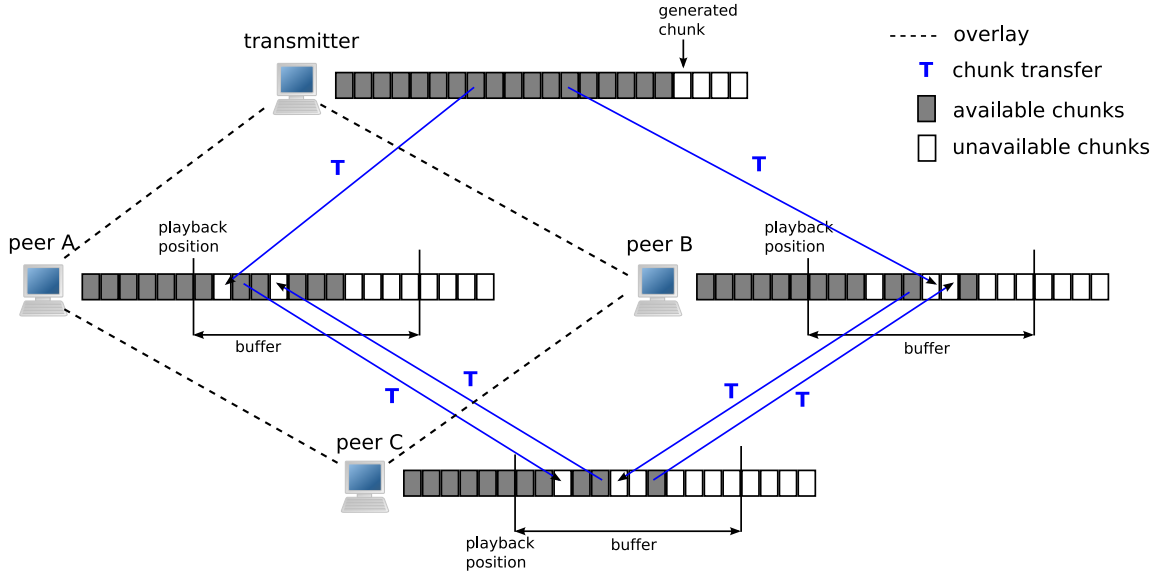 generated
chunk
transmitter
overlay
T chunk transfer
available chunks
unavailable chunks
T
T
playback
position
playback
position
peer A
peer B
buffer
buffer
T
T
T
T
peer C
playback
position
buffer